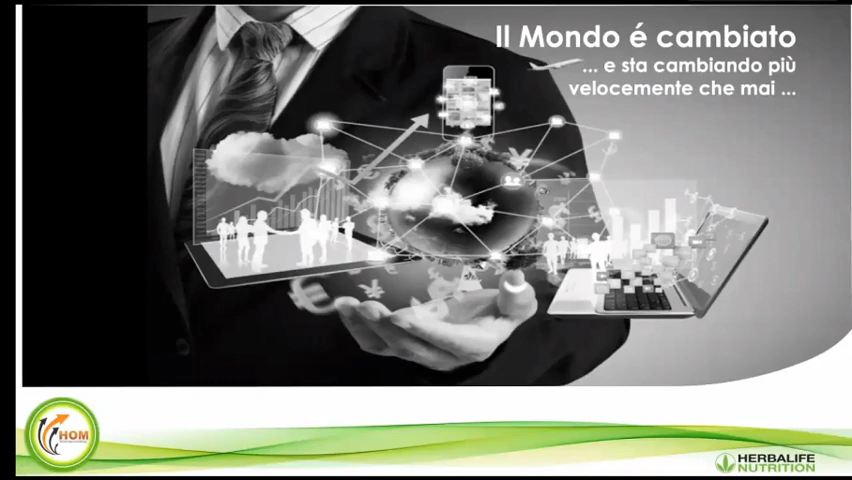 Il Mondo é cambiato
... e sta cambiando più
velocemente che mai ...
HOM
HERBALIFE
NUTRITION